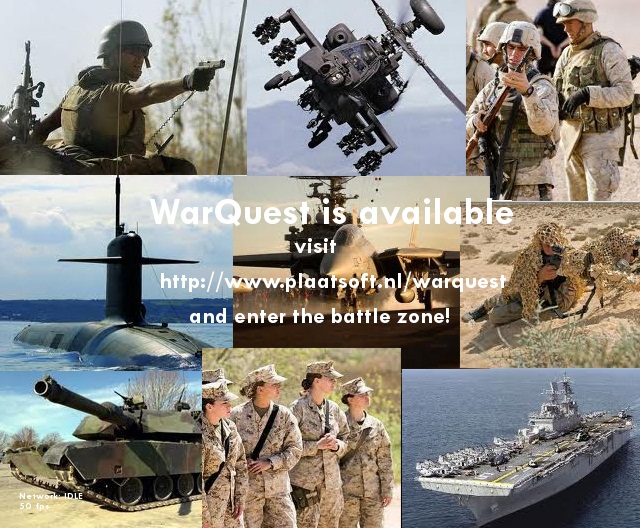 WarQuest is available
visit
http://www.plaatsoft.nl/warquest
and enter the battle zone!
Network: IDLE
50 fps